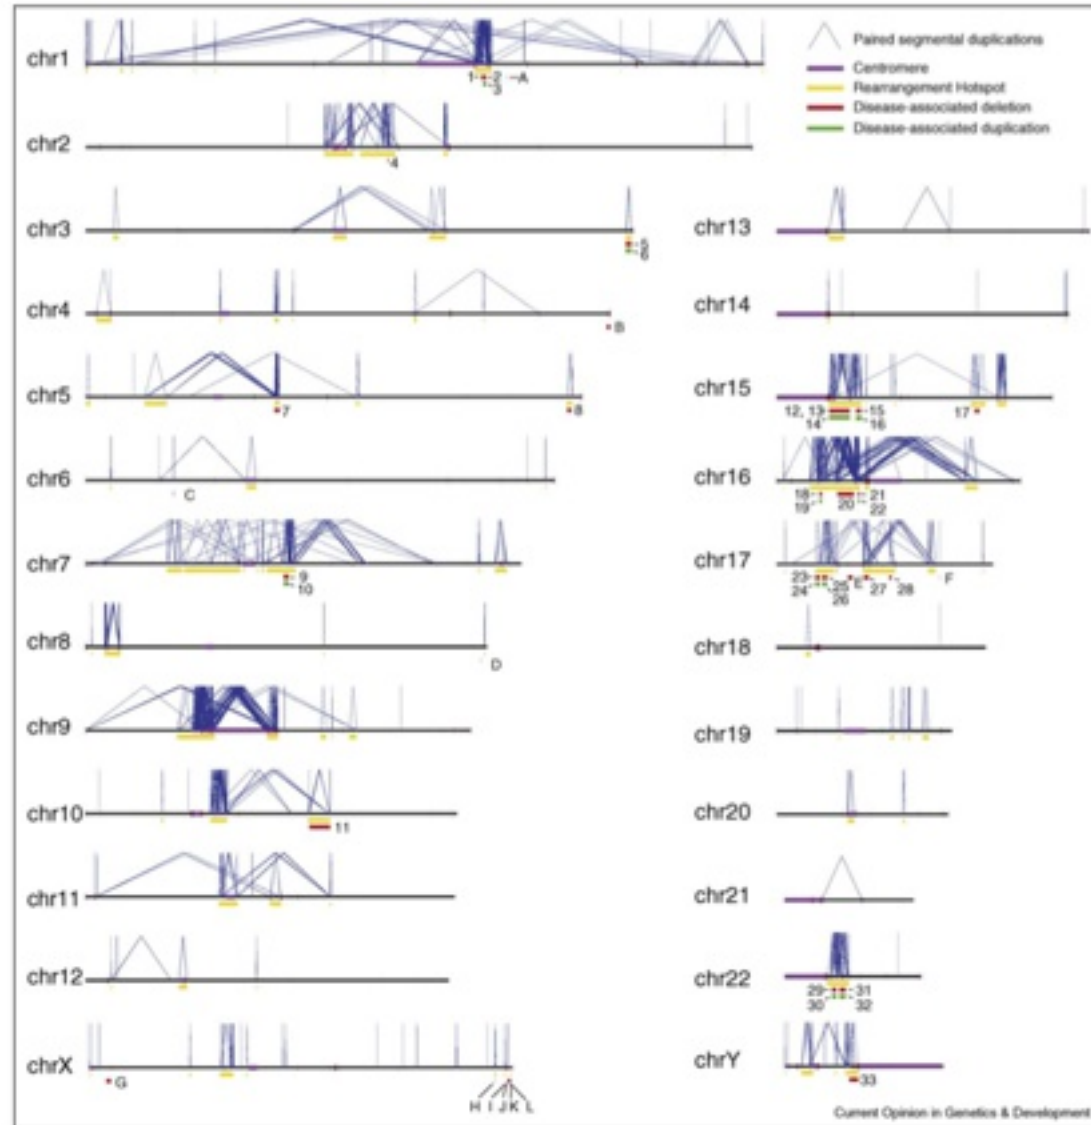 chr1
1 2 A
3
chr2
4
chr3
5
6
chr4
B
chr5
7 8
chr6
C
chr7
9
10
chr8
D
chr9
chr10
11
chr11
chr12
chrX
G
H I J K L
Paired segmental duplications
Centromere
Rearrangement Hotspot
Disease-associated deletion
Disease-associated duplication
chr13
chr14
chr15
12, 13 15 17
14 16
chr16
18 20 21
19 22
chr17
23 25 E 27 28 F
24 26
chr18
chr19
chr20
chr21
chr22
29 31
30 32
chrY
33
Current Opinion in Genetics & Development